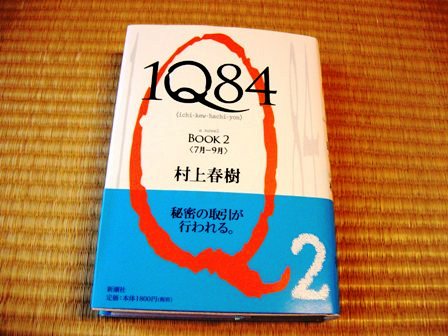 1Q84
(ichi-kew-hachi-yon)
a novel
BOOK 2
〈7月-9月〉
村上春樹
秘密の取引が
行われる。
2
新潮社
定価:本体1800円(税別)